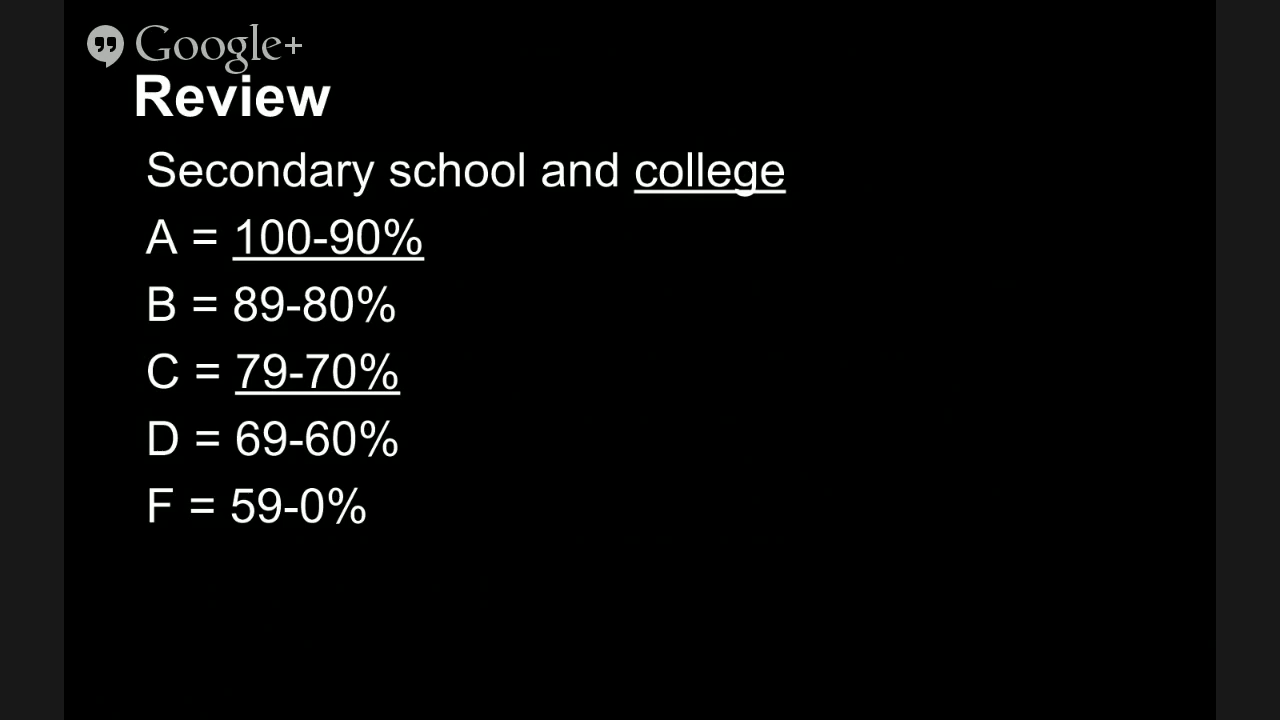 Google+
Review
Secondary school and college
A = 100-90%
B = 89-80%
C = 79-70%
D = 69-60%
F = 59-0%